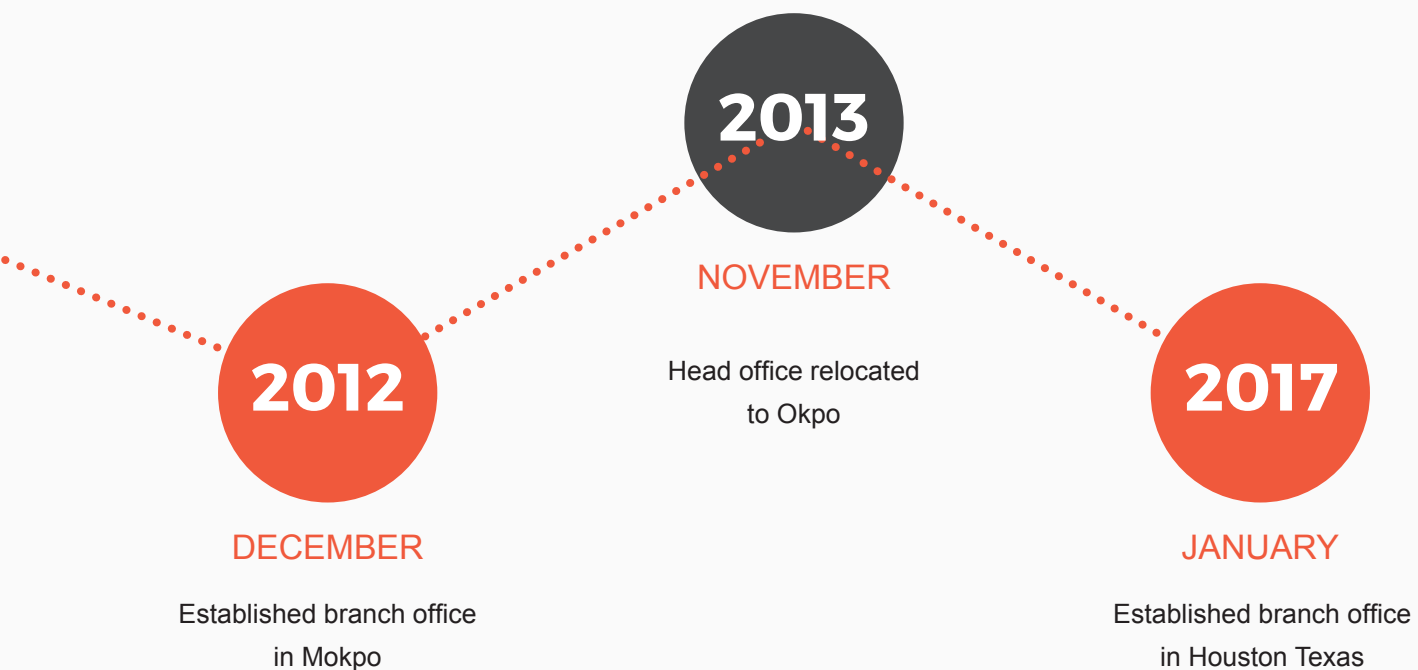 2012
DECEMBER
Established branch office
in Mokpo
2013
NOVEMBER
Head office relocated
to Okpo
2017
JANUARY
Established branch office
in Houston Texas